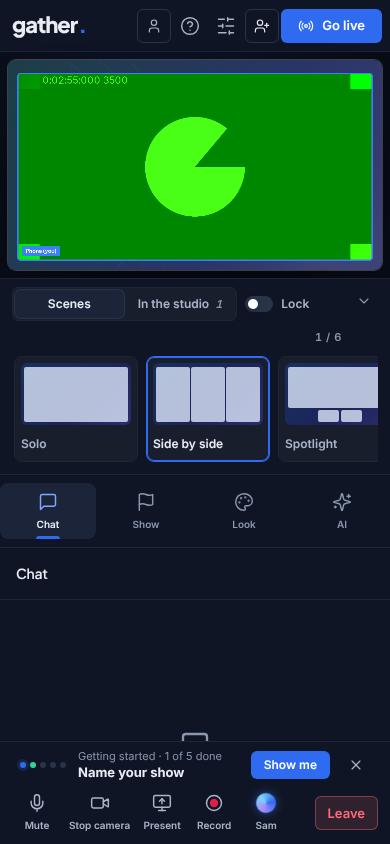 gather.
Go live
0:02:55:000 3500
Phone (you)
Scenes
In the studio 1
Lock
1 / 6
Solo
Side by side
Spotlight
Chat
Show
Look
AI
Chat
Getting started · 1 of 5 done
Name your show
Show me
Mute
Stop camera
Present
Record
Sam
Leave